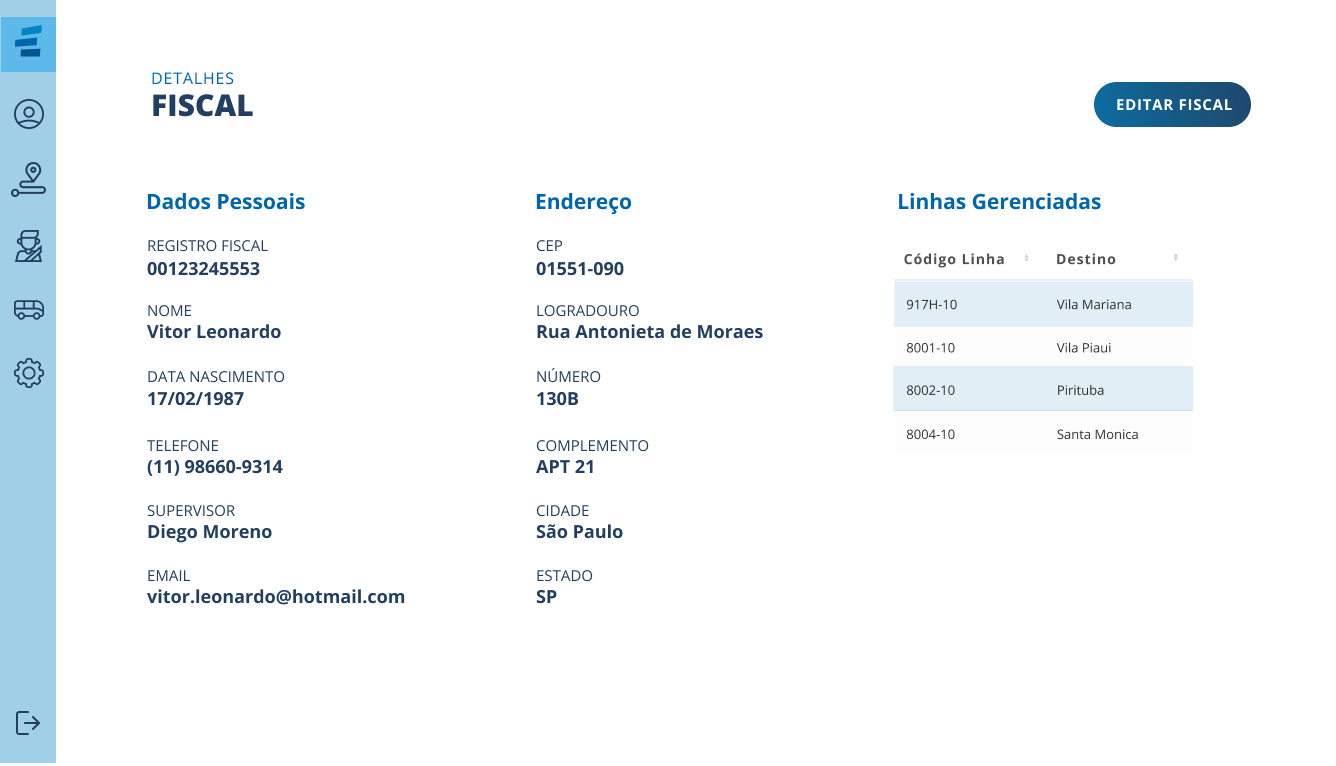 DETALHES
FISCAL
EDITAR FISCAL
Dados Pessoais
REGISTRO FISCAL
00123245553
NOME
Vitor Leonardo
DATA NASCIMENTO
17/02/1987
TELEFONE
(11) 98660-9314
SUPERVISOR
Diego Moreno
EMAIL
vitor.leonardo@hotmail.com
Endereço
CEP
01551-090
LOGRADOURO
Rua Antonieta de Moraes
NÚMERO
130B
COMPLEMENTO
APT 21
CIDADE
São Paulo
ESTADO
SP
Linhas Gerenciadas
Código Linha Destino
917H-10 Vila Mariana
8001-10 Vila Piaui
8002-10 Pirituba
8004-10 Santa Monica